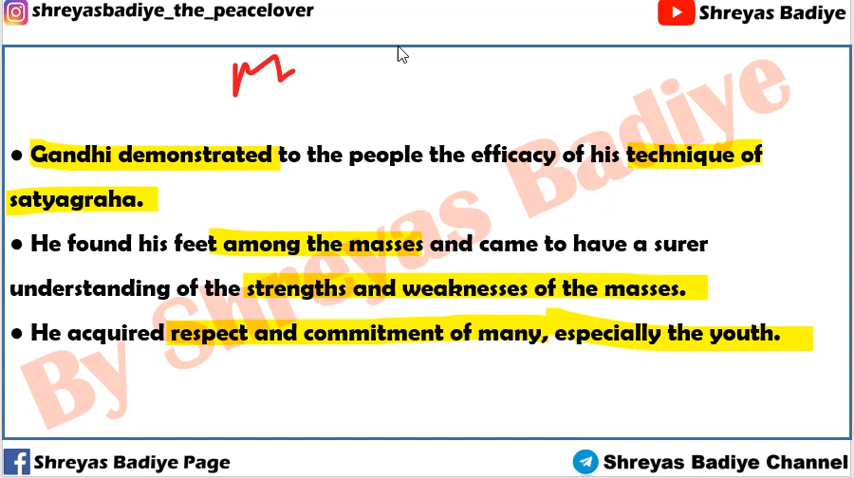 shreyasbadiye_the_peacelover
Shreyas Badiye
● Gandhi demonstrated to the people the efficacy of his technique of
satyagraha.
● He found his feet among the masses and came to have a surer
understanding of the strengths and weaknesses of the masses.
● He acquired respect and commitment of many, especially the youth.
By Shreyas Badiye
Shreyas Badiye Page
Shreyas Badiye Channel